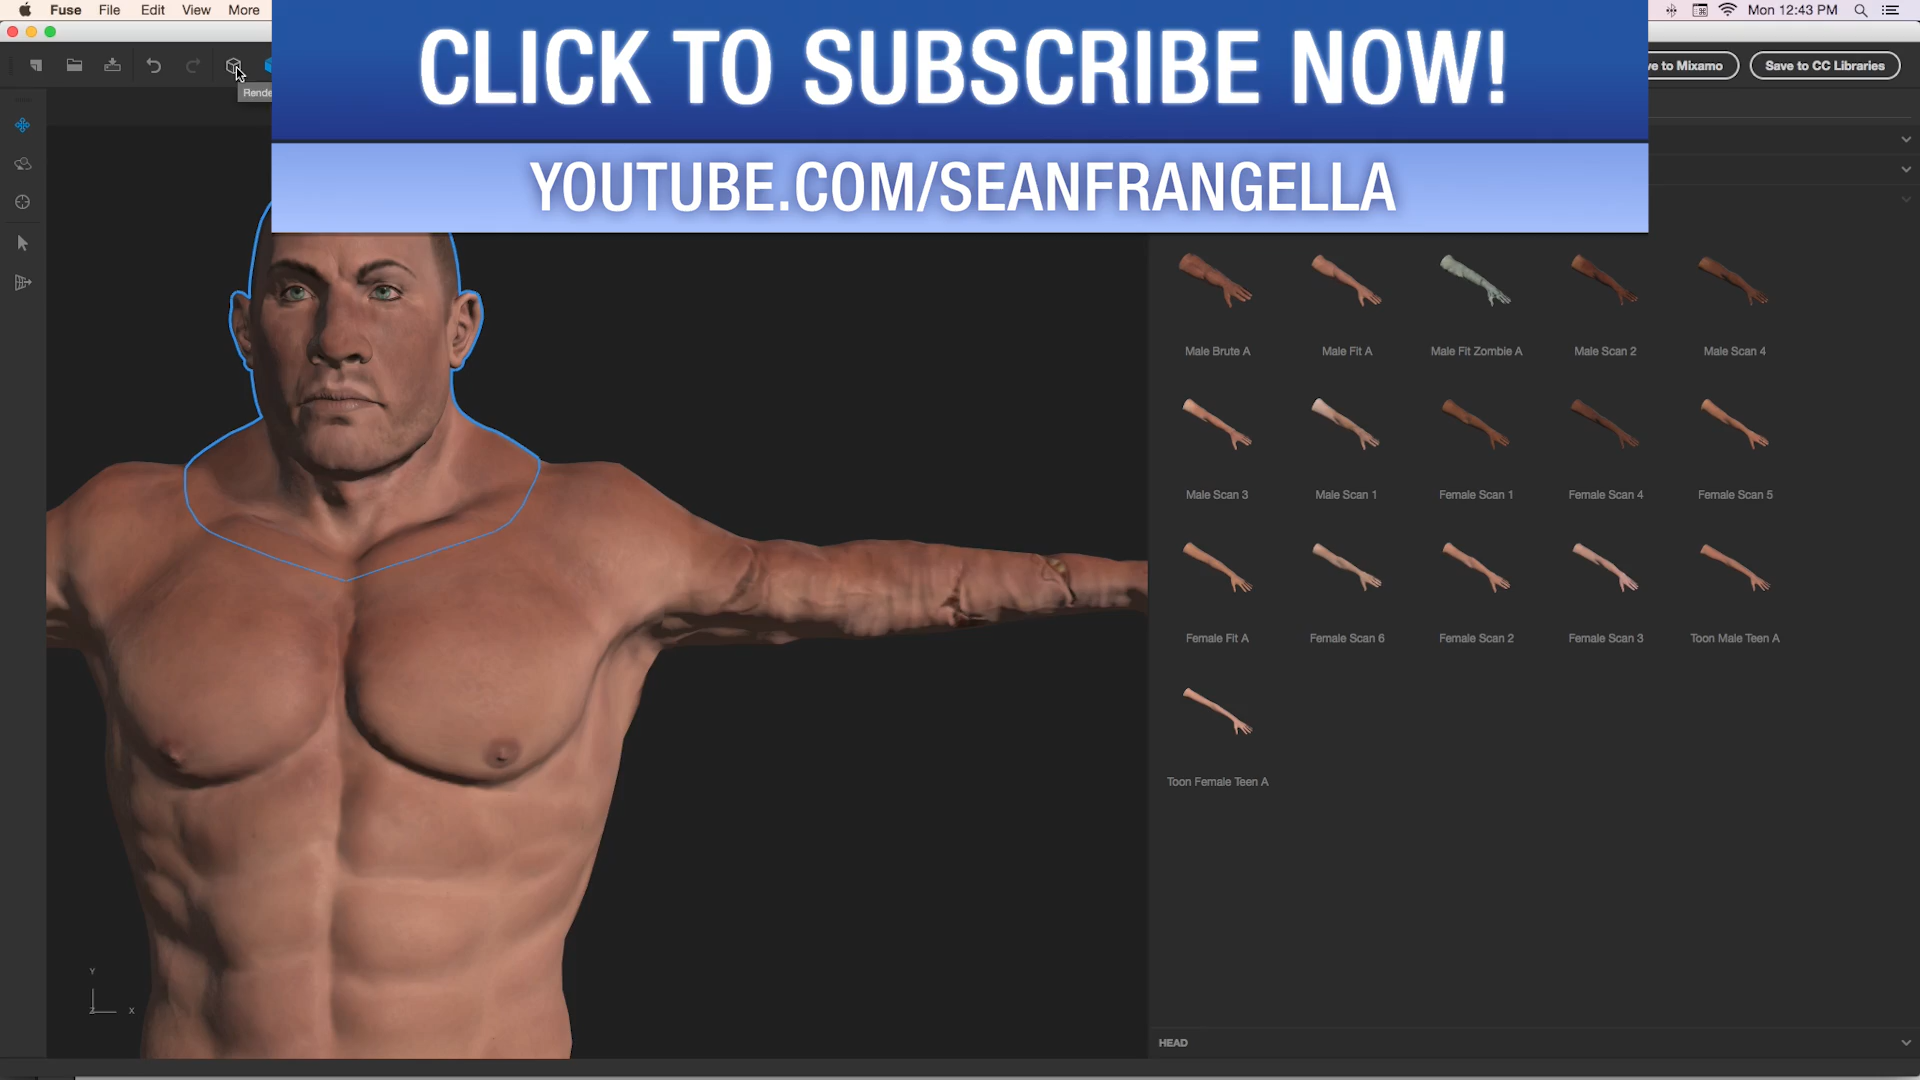 Fuse File Edit View More
Mon 12:43 PM
CLICK TO SUBSCRIBE NOW!
YOUTUBE.COM/SEANFRANGELLA
Save to CC Libraries
Male Brute A Male Fit A Male Fit Zombie A Male Scan 2 Male Scan 4
Male Scan 3 Male Scan 1 Female Scan 1 Female Scan 4 Female Scan 5
Female Fit A Female Scan 6 Female Scan 2 Female Scan 3 Toon Male Teen A
Toon Female Teen A
Y
Z X
HEAD